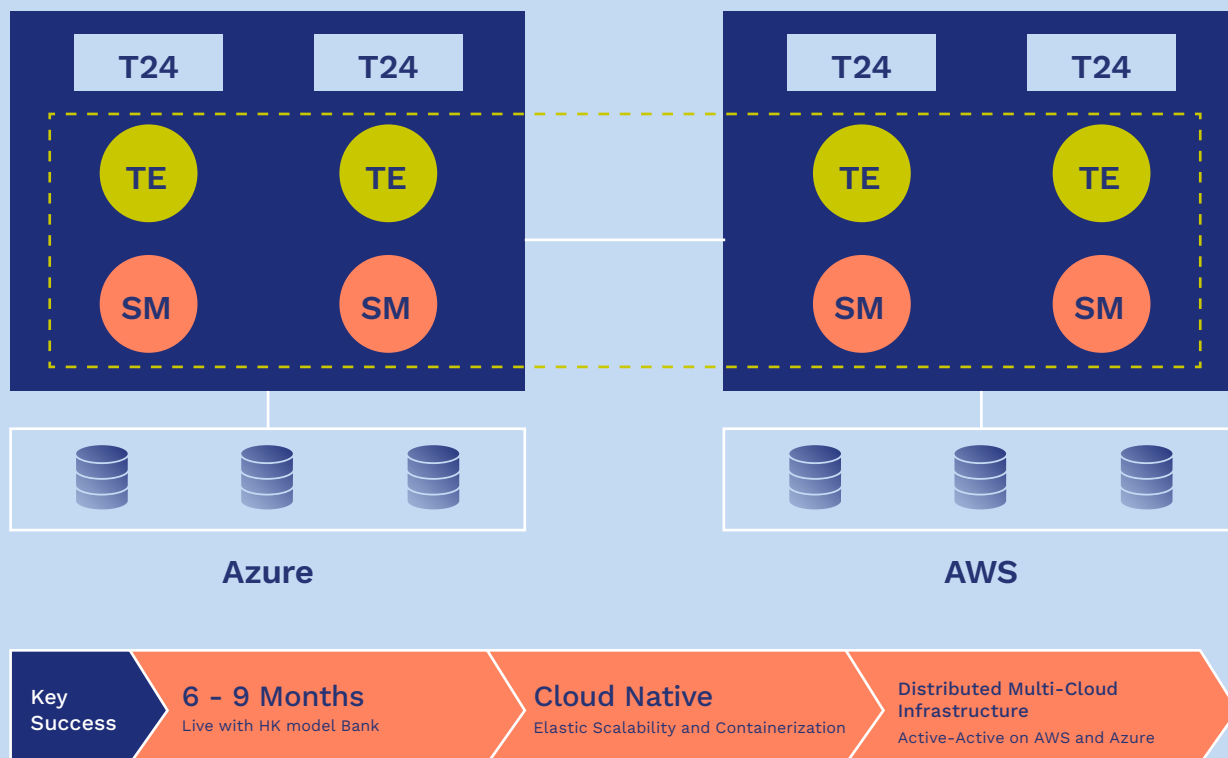 T24
T24
T24
T24
TE
TE
TE
TE
SM
SM
SM
SM
Azure
AWS
Key
Success
6 - 9 Months
Live with HK model Bank
Cloud Native
Elastic Scalability and Containerization
Distributed Multi-Cloud
Infrastructure
Active-Active on AWS and Azure